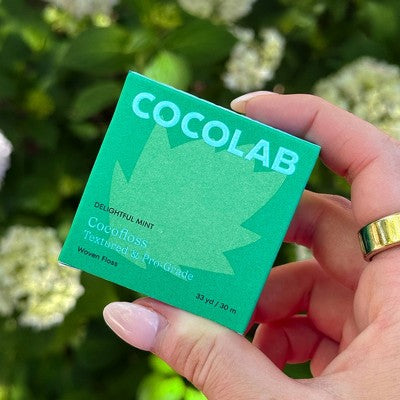 COCOLAB
DELIGHTFUL MINT
Cocofloss
Textured & Pro-Grade
Woven Floss
33 yd / 30 m